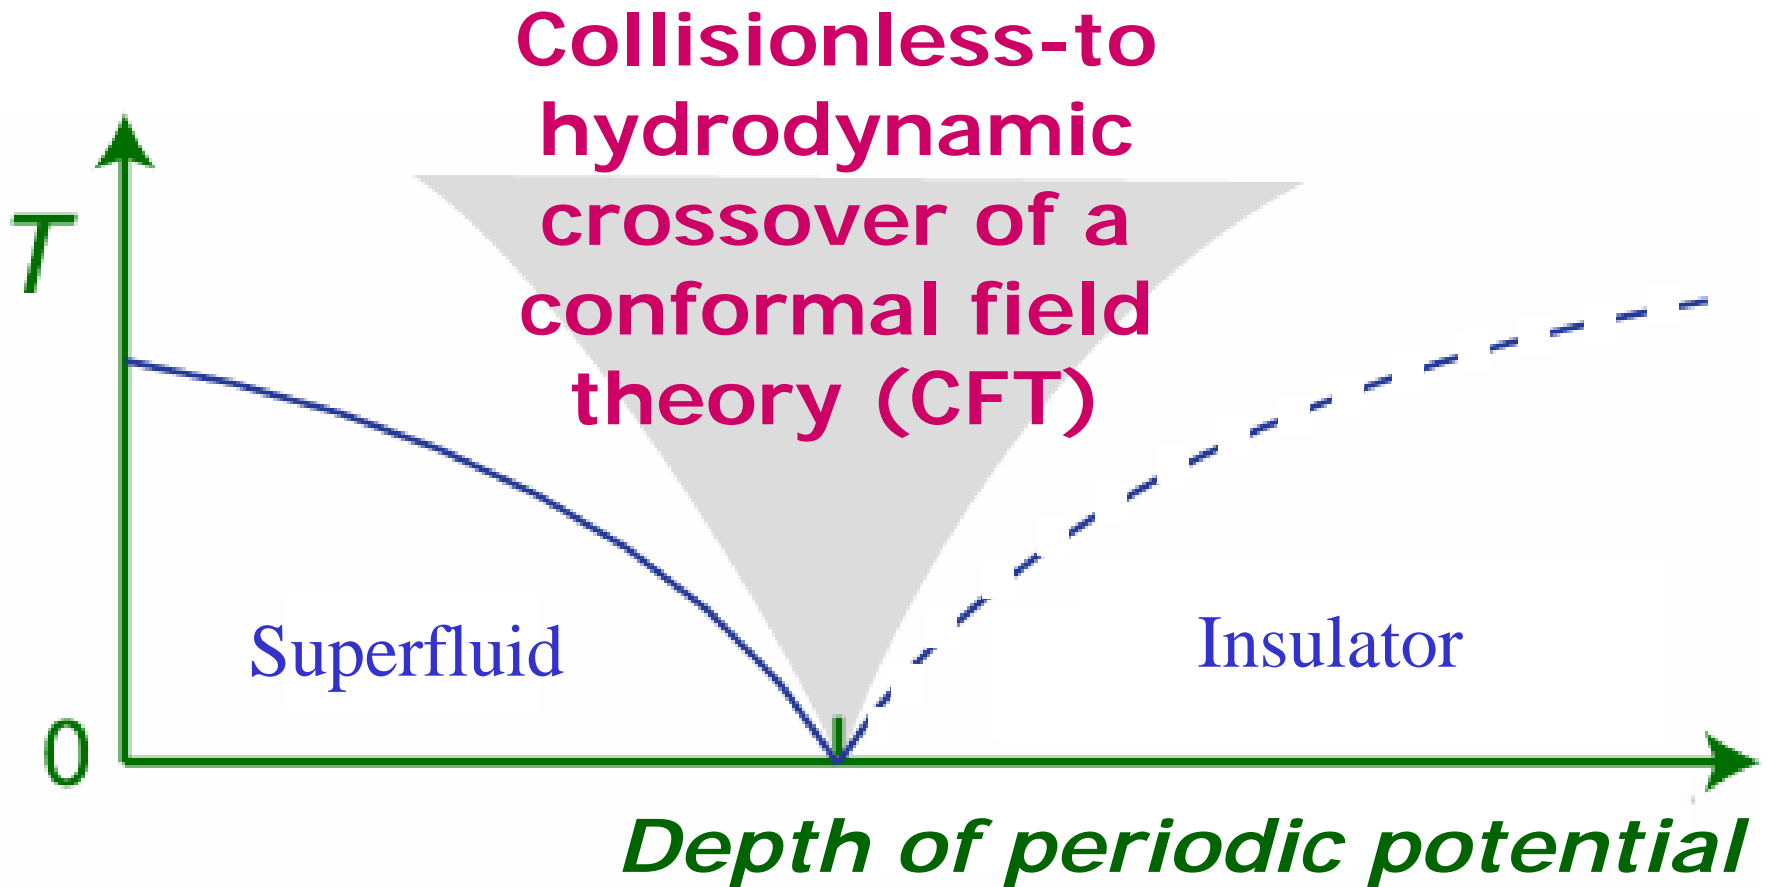 Collisionless-to
hydrodynamic
crossover of a
conformal field
theory (CFT)
T
Superfluid
Insulator
0
Depth of periodic potential